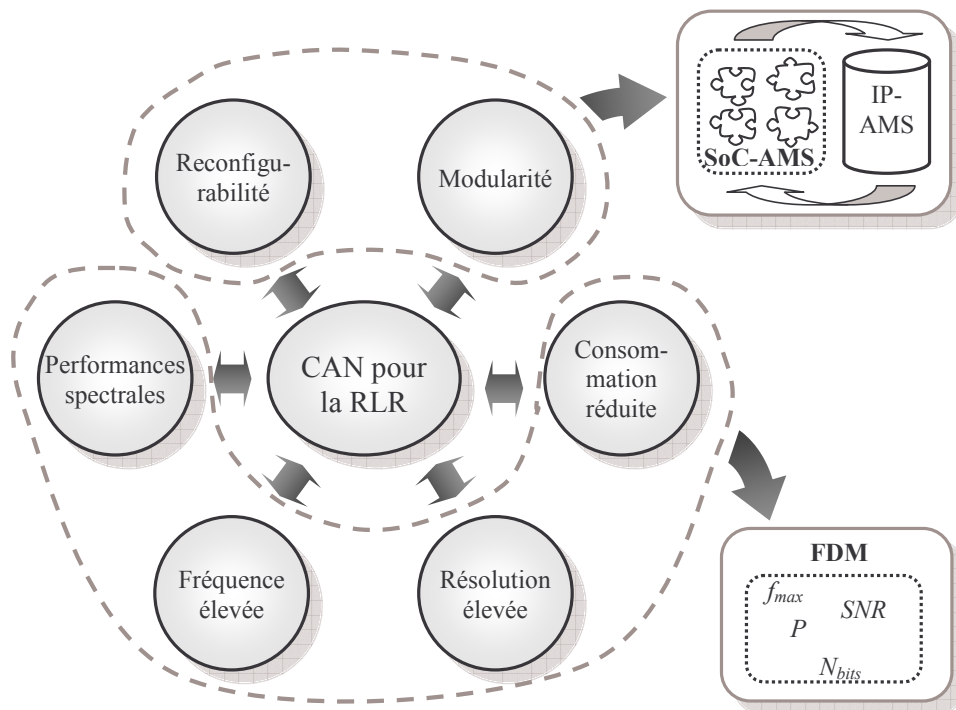 IP-
AMS
SoC-AMS
Reconfigu-
rabilité
Modularité
Performances
spectrales
CAN pour
la RLR
Consom-
mation
réduite
Fréquence
élevée
Résolution
élevée
FDM
fmax
SNR
P
Nbits